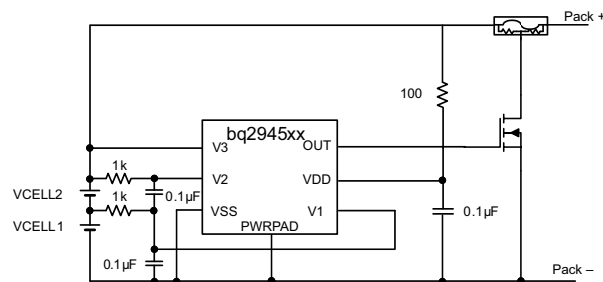 Pack +
100
bq2945xx
V3
OUT
1k
V2
VDD
VCELL2
0.1µF
1k
VSS
V1
0.1µF
VCELL1
PWRPAD
0.1µF
Pack –